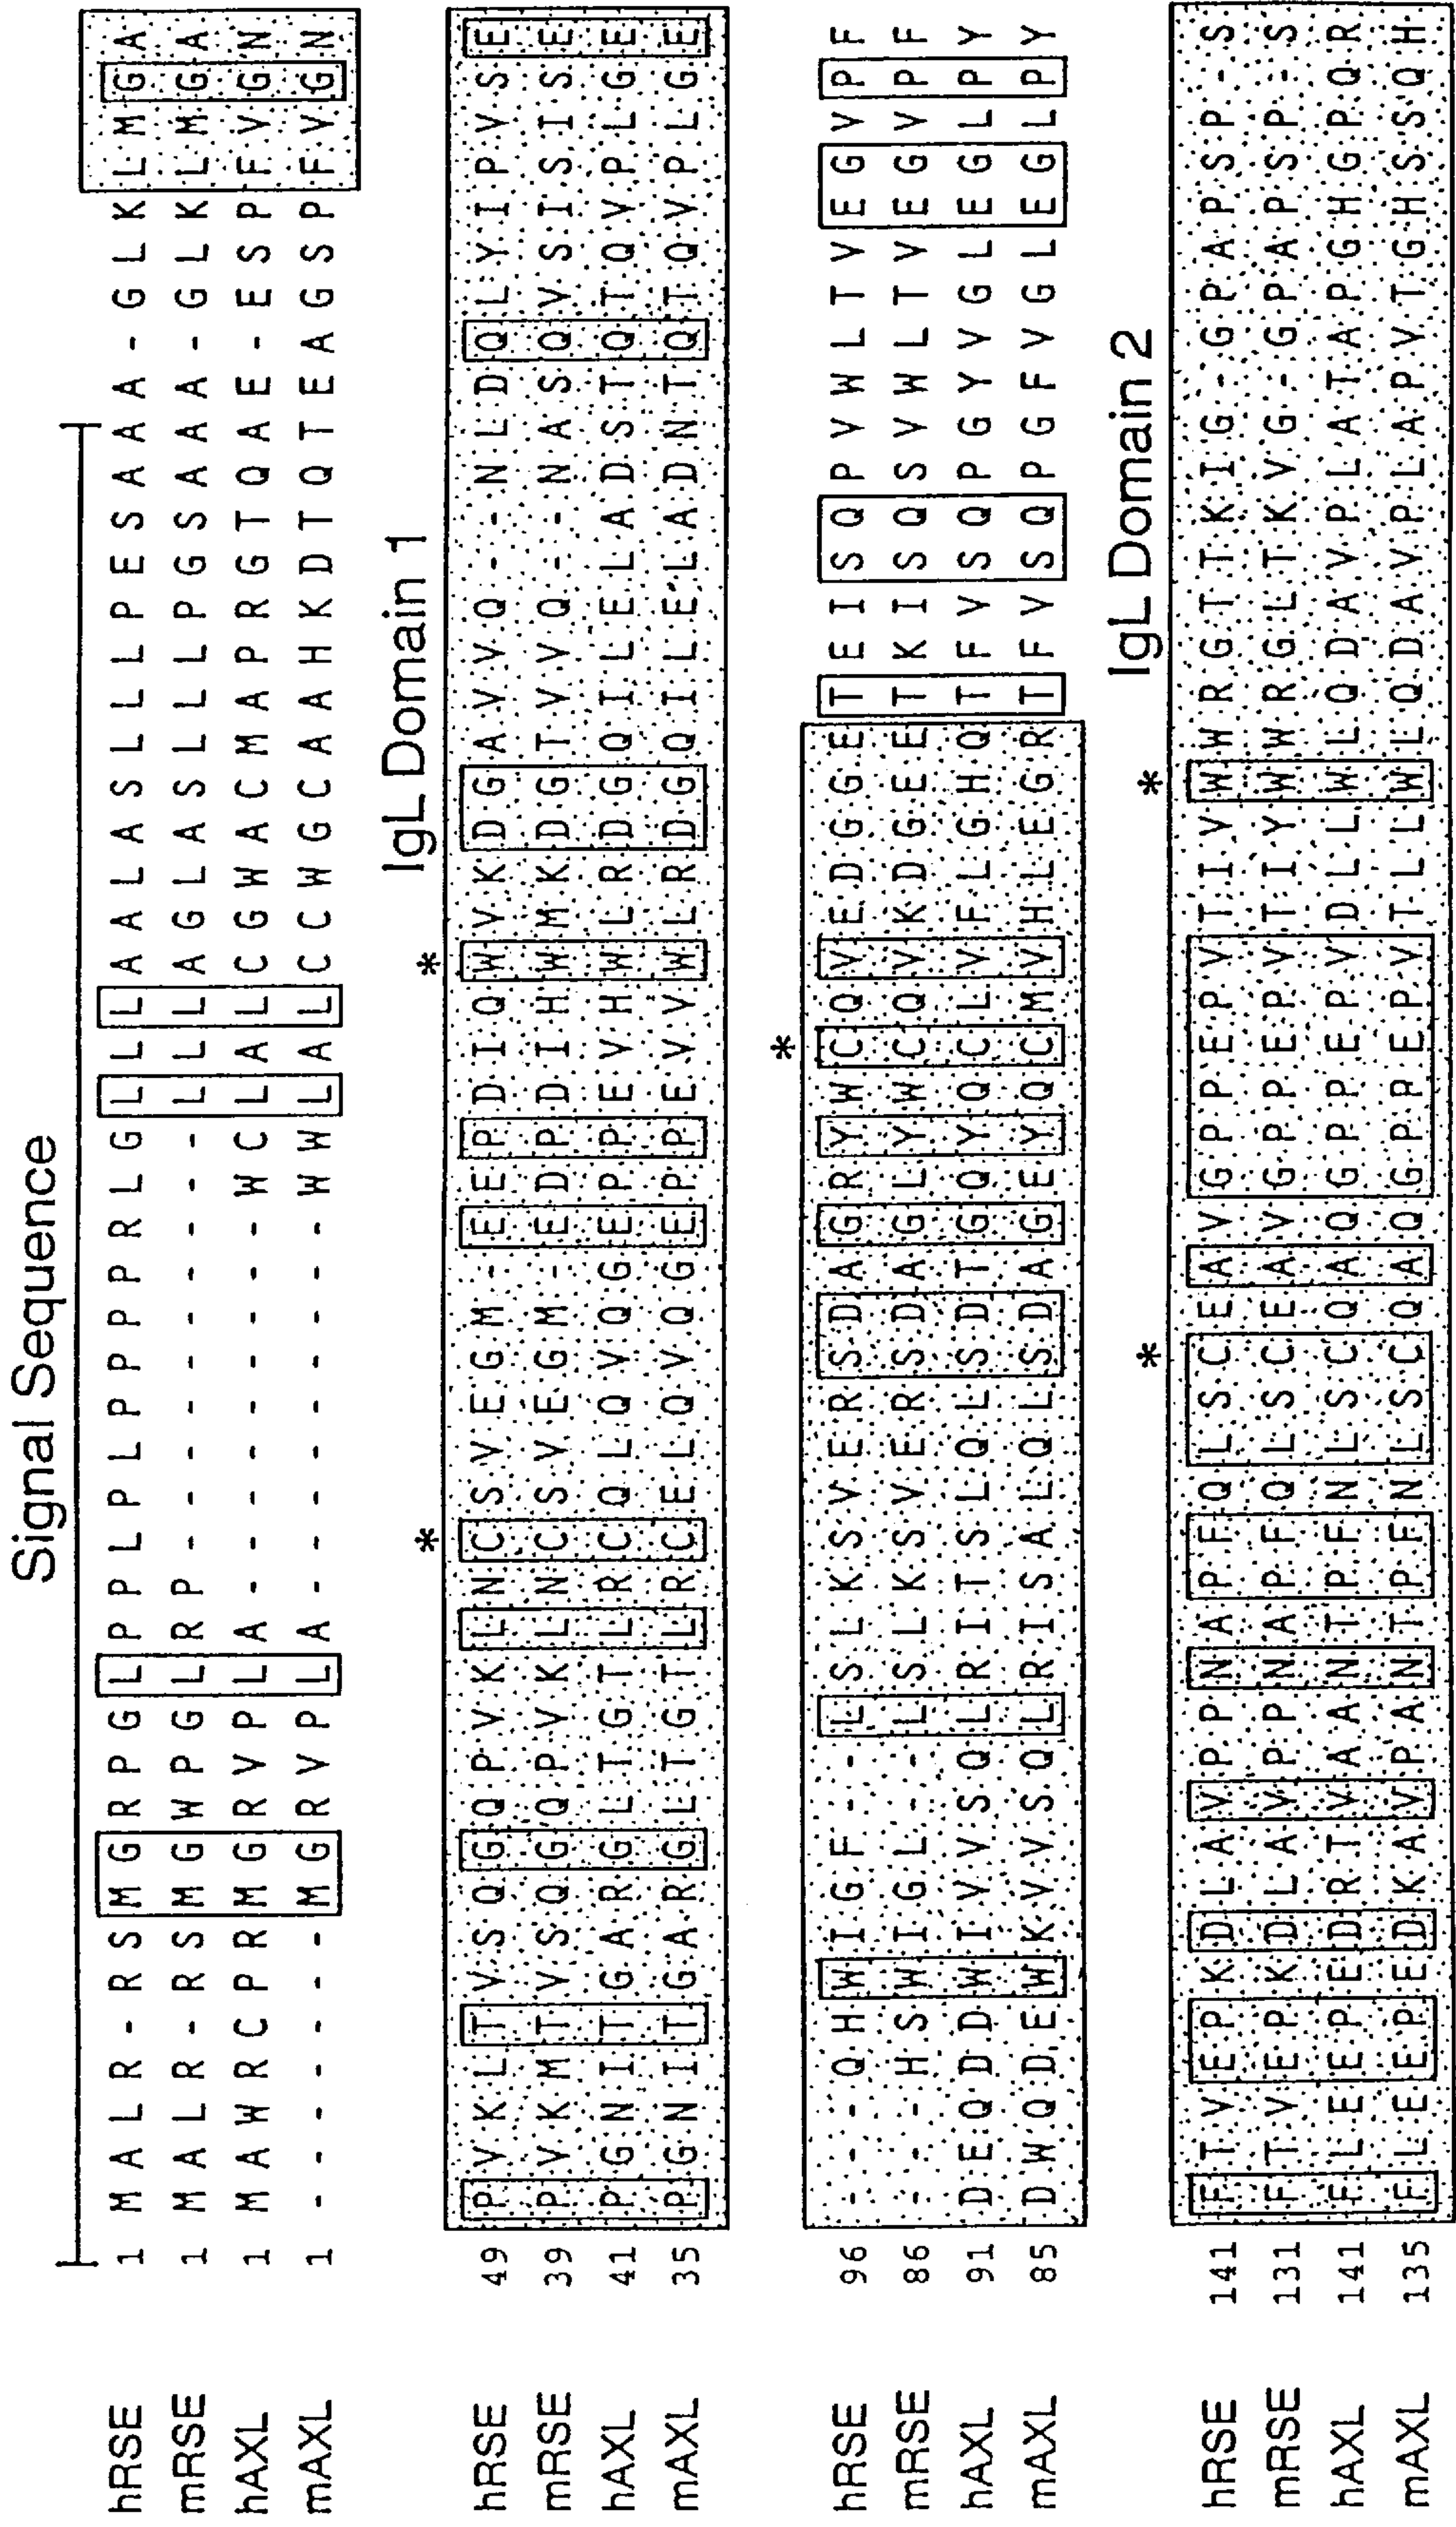 Signal Sequence
hRSE 1 M A L R - R S M G R P G L P P L P L P P P P R L G L L L A A L A S L L L P E S A A A - G L K L M G A
mRSE 1 M A L R - R S M G W P G L R P - - - - - - - - - - L L L A G L A S L L L P G S A A A - G L K L M G A
hAXL 1 M A W R C P R M G R V P L A - - - - - - - - - W C L A L C G W A C M A P R G T Q A E - E S P F V G N
mAXL 1 - - - - - - - M G R V P L A - - - - - - - - - W W L A L C C W G C A A H K D T Q T E A G S P F V G N
IgL Domain 1
* *
hRSE 49 P V K L T V S Q G Q P V K L N C S V E G M - E E P D I Q W V K D G A V V Q - - N L D Q L Y I P V S E
mRSE 39 P V K M T V S Q G Q P V K L N C S V E G M - E D P D I H W M K D G T V V Q - - N A S Q V S I S I S E
hAXL 41 P G N I T G A R G L T G T L R C Q L Q V Q G E P P E V H W L R D G Q I L E L A D S T Q T Q V P L G E
mAXL 35 P G N I T G A R G L T G T L R C E L Q V Q G E P P E V V W L R D G Q I L E L A D N T Q T Q V P L G E
*
hRSE 96 - - - Q H W I G F - - L S L K S V E R S D A G R Y W C Q V E D G G E T E I S Q P V W L T V E G V P F
mRSE 86 - - - H S W I G L - - L S L K S V E R S D A G L Y W C Q V K D G E E T K I S Q S V W L T V E G V P F
hAXL 91 D E Q D D W I V V S Q L R I T S L Q L S D T G Q Y Q C L V F L G H Q T F V S Q P G Y V G L E G L P Y
mAXL 85 D W Q D E W K V V S Q L R I S A L Q L S D A G E Y Q C M V H L E G R T F V S Q P G F V G L E G L P Y
IgL Domain 2
* *
hRSE 141 F T V E P K D L A V P P N A P F Q L S C E A V G P P E P V T I V W W R G T T K I G - G P A P S P - S
mRSE 131 F T V E P K D L A V P P N A P F Q L S C E A V G P P E P V T I Y W W R G L T K V G - G P A P S P - S
hAXL 141 F L E E P E D R T V A A N T P F N L S C Q A Q G P P E P V D L L W L Q D A V P L A T A P G H G P Q R
mAXL 135 F L E E P E D K A V P A N T P F N L S C Q A Q G P P E P V T L L W L Q D A V P L A P V T G H S S Q H